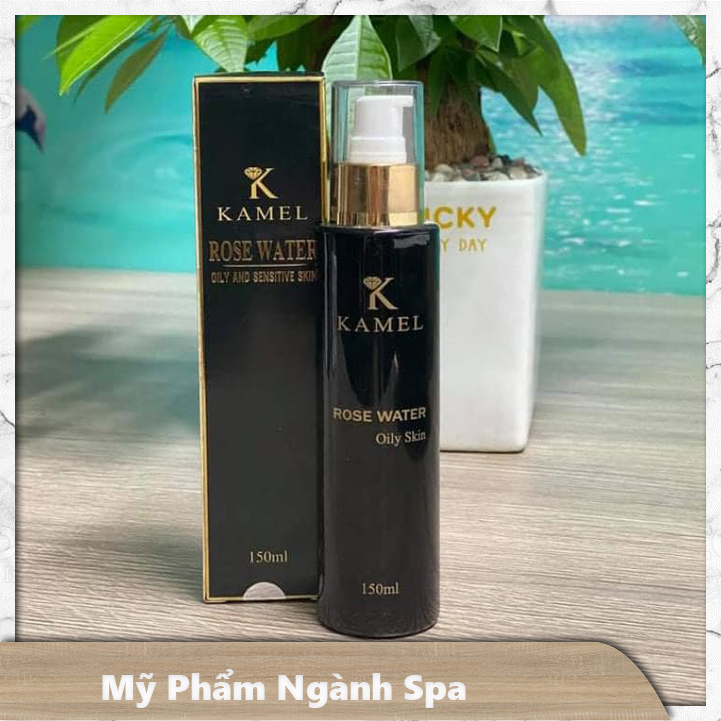 KAMEL
ROSE WATER
OILY AND SENSITIVE SKIN
150ml
KAMEL
ROSE WATER
Oily Skin
150ml
DAY
Mỹ Phẩm Ngành Spa